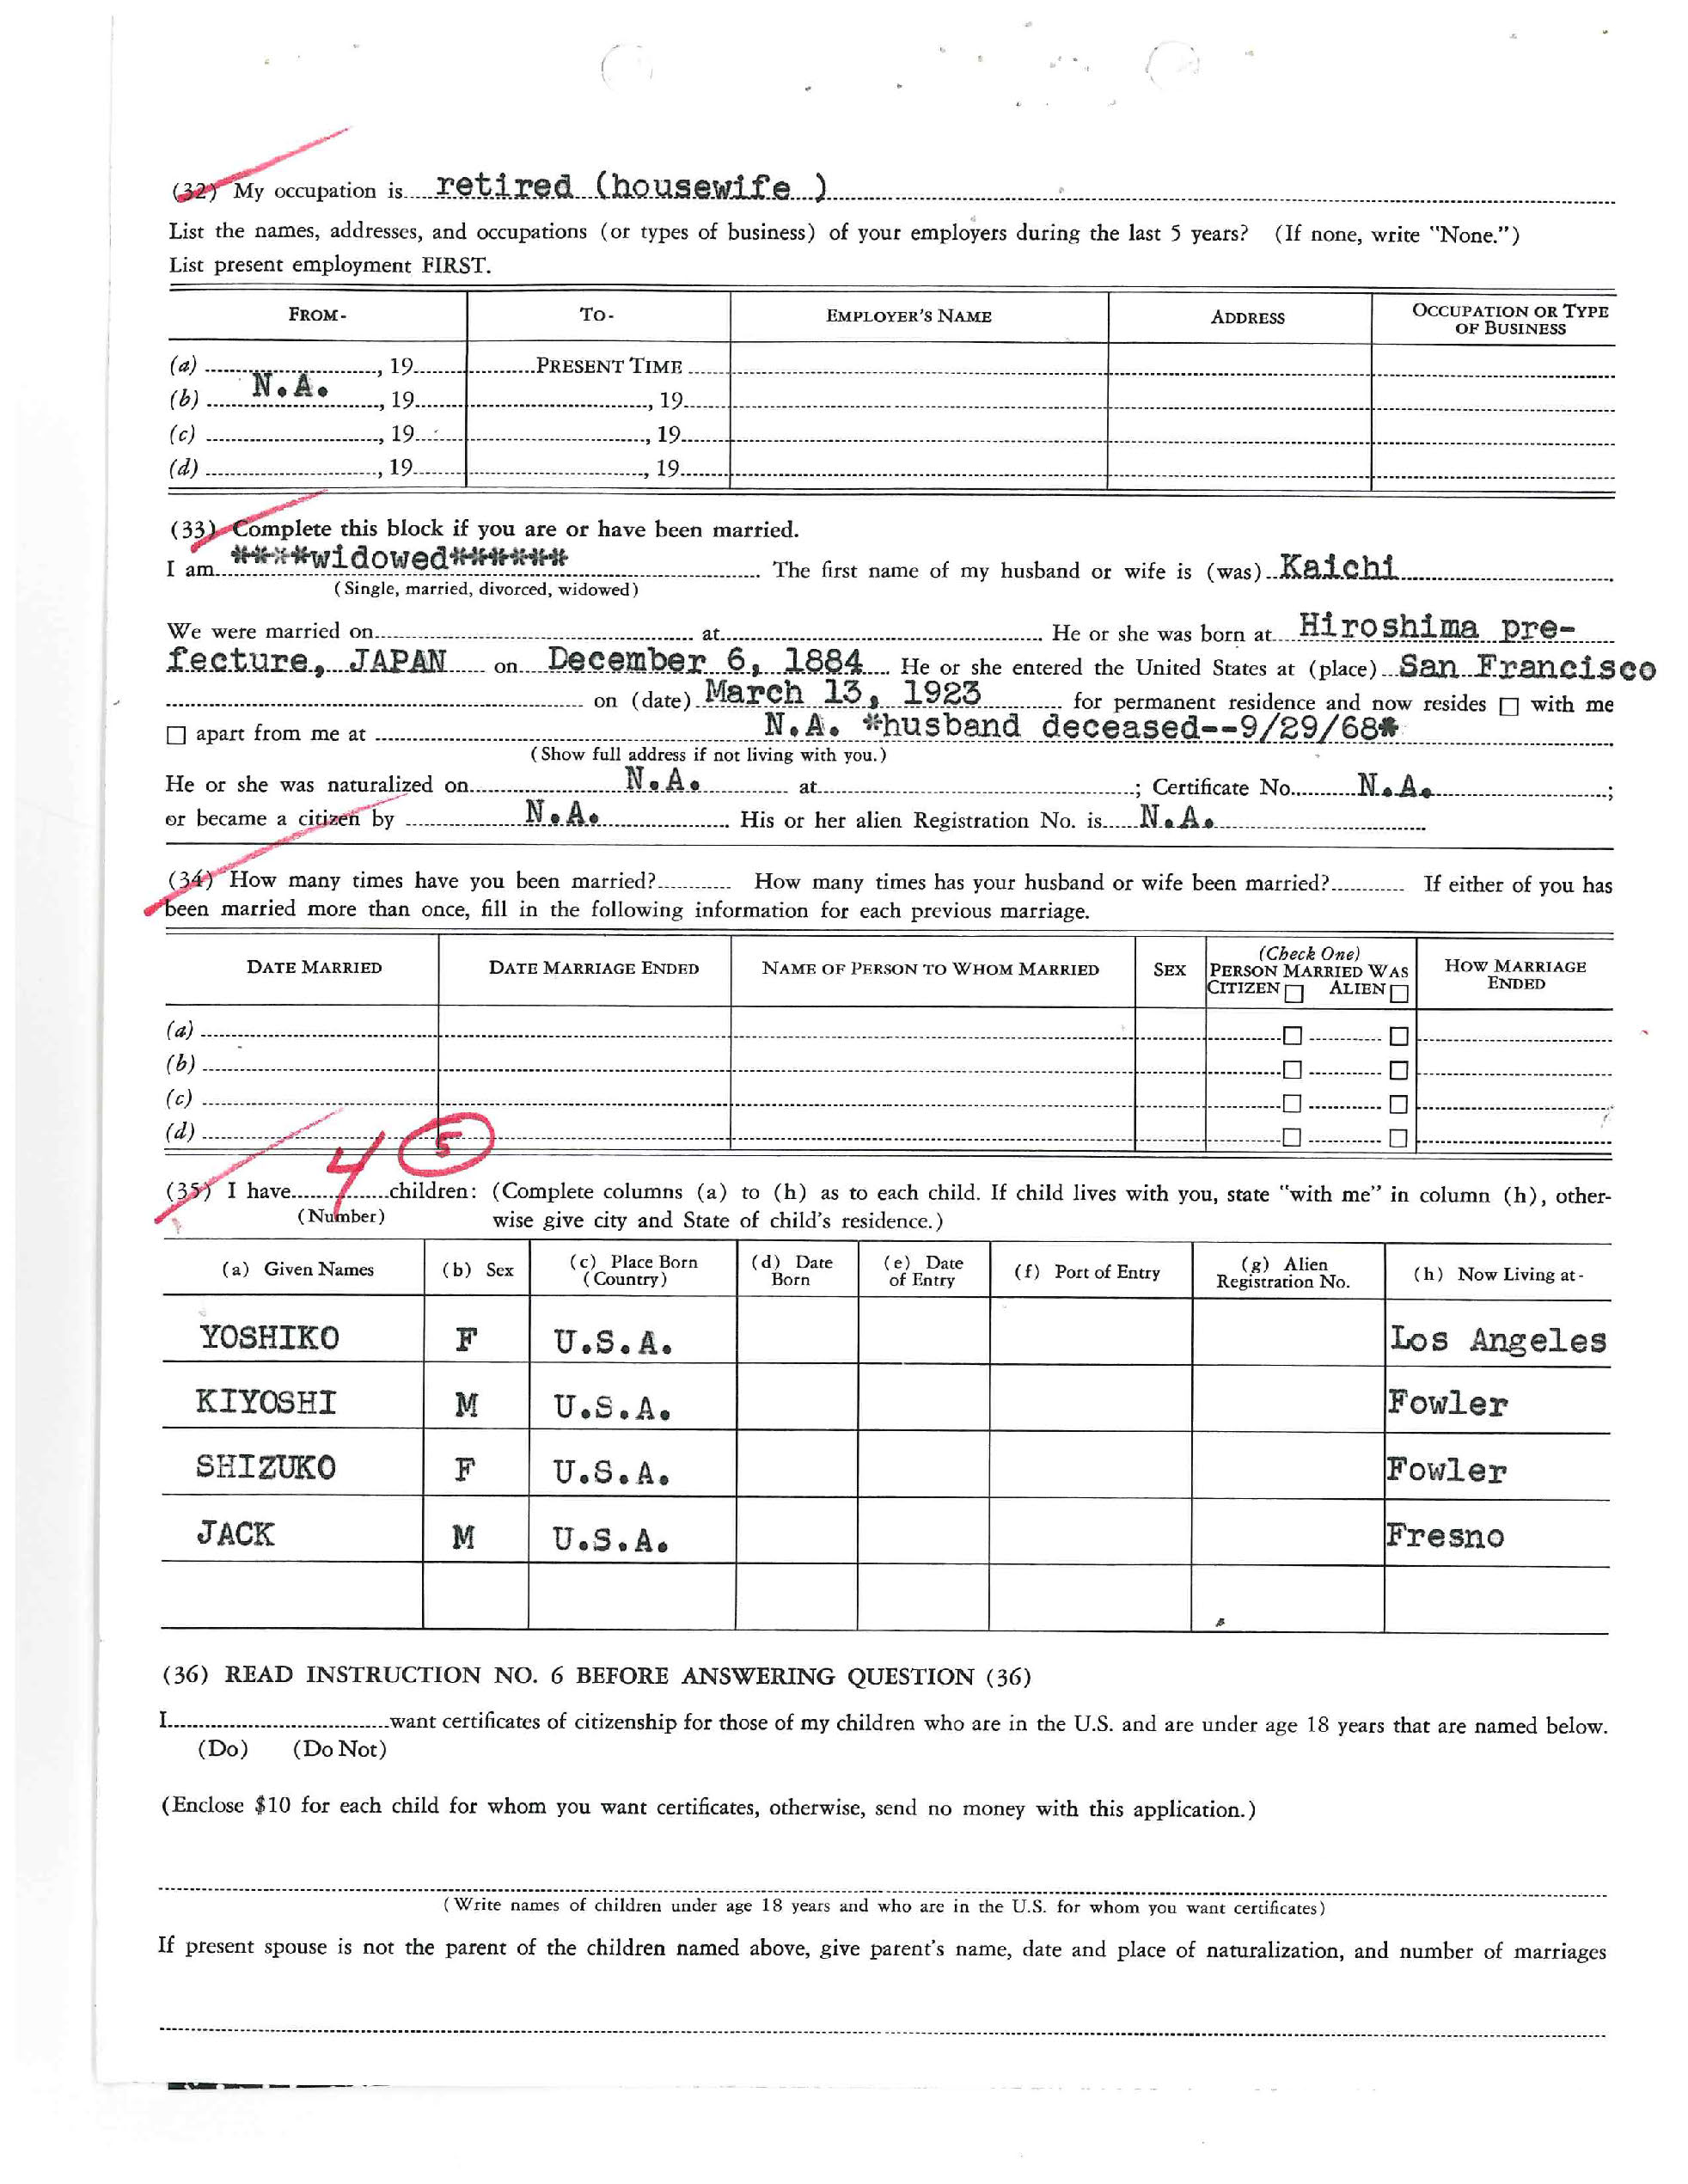 (32) My occupation is retired (housewife )
List the names, addresses, and occupations (or types of business) of your employers during the last 5 years? (If none, write "None.")
List present employment FIRST.
FROM- TO- EMPLOYER'S NAME ADDRESS OCCUPATION OR TYPE OF BUSINESS
(a) , 19 PRESENT TIME
N.A.
(b) , 19 , 19
(c) , 19 , 19
(d) , 19 , 19
(33) Complete this block if you are or have been married.
I am ****widowed****** The first name of my husband or wife is (was) Kaichi
(Single, married, divorced, widowed)
We were married on at He or she was born at Hiroshima pre-
fecture, JAPAN on December 6, 1884 He or she entered the United States at (place) San Francisco
on (date) March 13, 1923 for permanent residence and now resides ☐ with me
☐ apart from me at N.A. *husband deceased--9/29/68*
(Show full address if not living with you.)
He or she was naturalized on N.A. at ; Certificate No. N.A. ;
or became a citizen by N.A. His or her alien Registration No. is N.A.
(34) How many times have you been married? How many times has your husband or wife been married? If either of you has
been married more than once, fill in the following information for each previous marriage.
DATE MARRIED DATE MARRIAGE ENDED NAME OF PERSON TO WHOM MARRIED SEX (Check One) PERSON MARRIED WAS CITIZEN ☐ ALIEN ☐ HOW MARRIAGE ENDED
(a) ☐ ☐
(b) ☐ ☐
(c) ☐ ☐
(d) ☐ ☐
4 5
(35) I have children: (Complete columns (a) to (h) as to each child. If child lives with you, state "with me" in column (h), other-
(Number) wise give city and State of child's residence.)
(a) Given Names (b) Sex (c) Place Born (Country) (d) Date Born (e) Date of Entry (f) Port of Entry (g) Alien Registration No. (h) Now Living at-
YOSHIKO F U.S.A. Los Angeles
KIYOSHI M U.S.A. Fowler
SHIZUKO F U.S.A. Fowler
JACK M U.S.A. Fresno
(36) READ INSTRUCTION NO. 6 BEFORE ANSWERING QUESTION (36)
I want certificates of citizenship for those of my children who are in the U.S. and are under age 18 years that are named below.
(Do) (Do Not)
(Enclose $10 for each child for whom you want certificates, otherwise, send no money with this application.)
(Write names of children under age 18 years and who are in the U.S. for whom you want certificates)
If present spouse is not the parent of the children named above, give parent's name, date and place of naturalization, and number of marriages